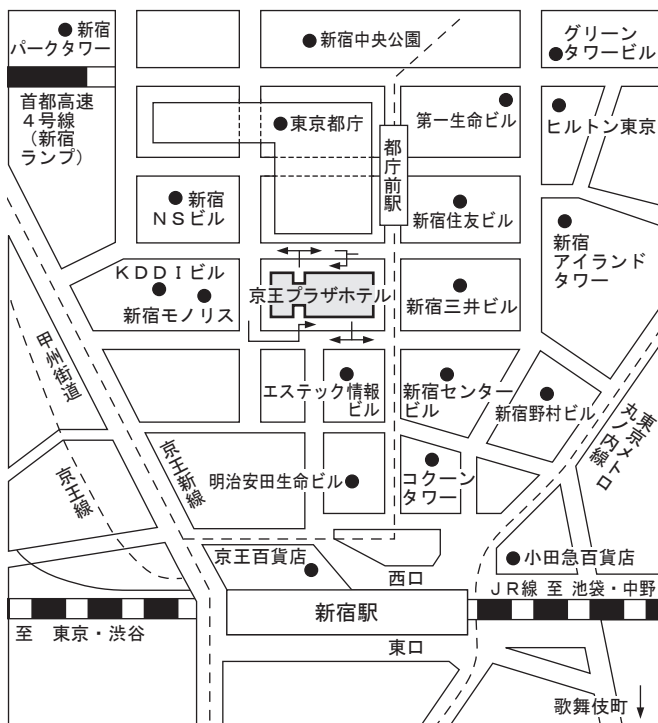 新宿
パークタワー
新宿中央公園
グリーン
タワービル
首都高速
４号線
（新宿
ランプ）
東京都庁
第一生命ビル
ヒルトン東京
都庁前駅
新宿
ＮＳビル
新宿住友ビル
新宿
アイランド
タワー
ＫＤＤＩビル
新宿モノリス
京王プラザホテル
新宿三井ビル
甲州街道
エステック情報
ビル
新宿センター
ビル
新宿野村ビル
東京メトロ
丸ノ内線
京王新線
京王線
明治安田生命ビル
コクーン
タワー
京王百貨店
西口
小田急百貨店
ＪＲ線 至 池袋・中野
新宿駅
至 東京・渋谷
東口
歌舞伎町